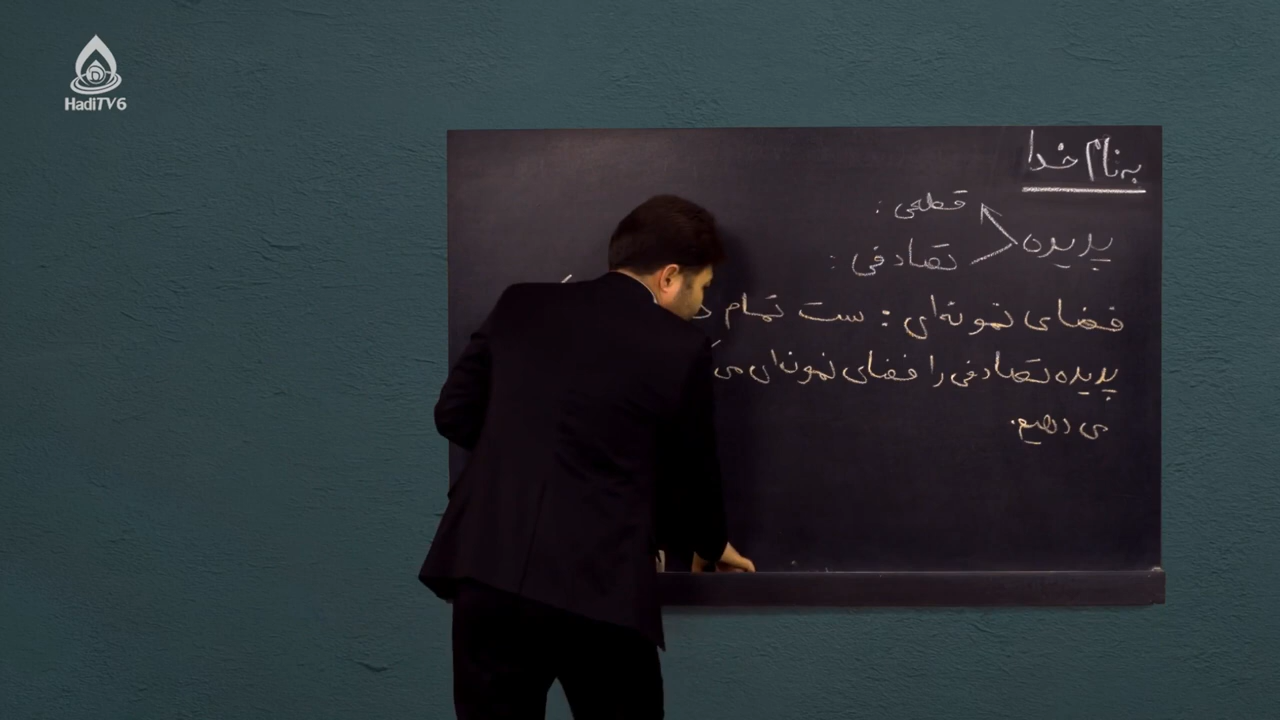 HadiTV6
به نام خدا
پدیده
قطعی :
تصادفی :
فضای نمونه‌ای : ست تمام
پدیده تصادفی را فضای نمونه‌ای می
می دهیم.